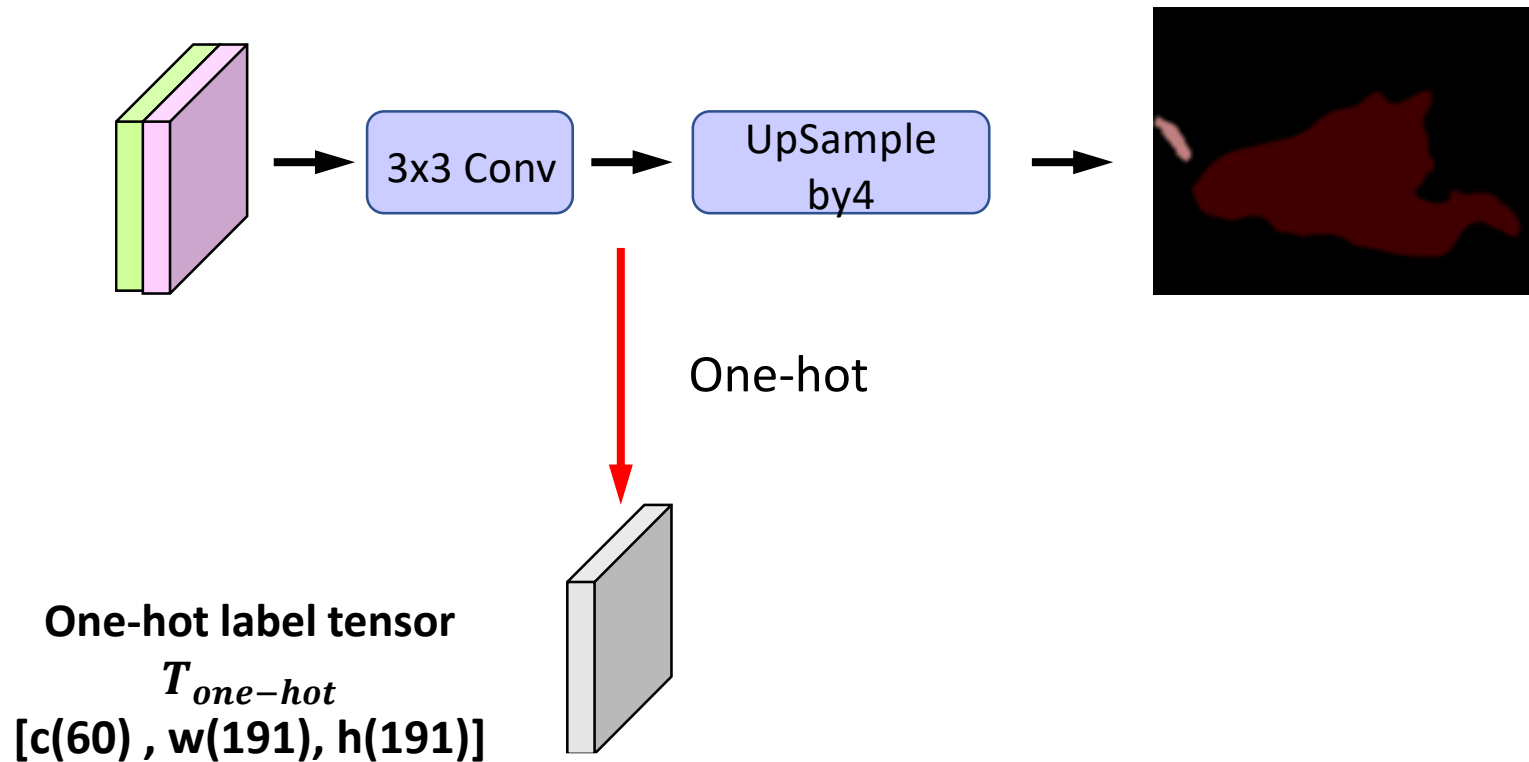 3x3 Conv
UpSample
by4
One-hot
One-hot label tensor
T_{one-hot}
[c(60) , w(191), h(191)]